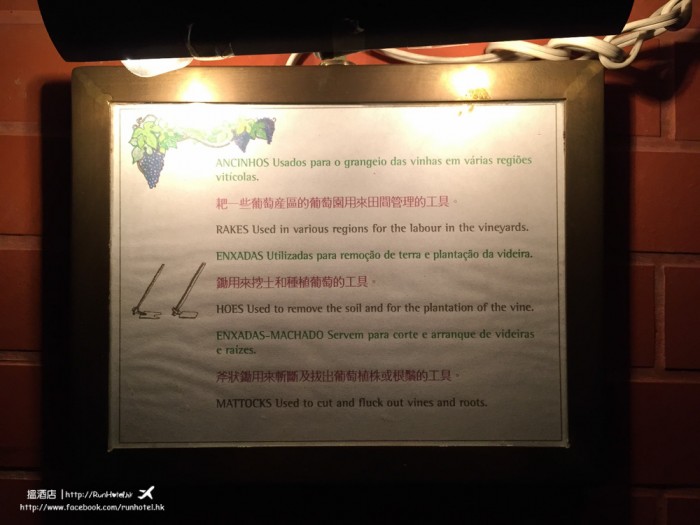 ANCINHOS Usados para o grangeio das vinhas em várias regiões
vitícolas.
耙一些葡萄產區的葡萄園用來田間管理的工具。
RAKES Used in various regions for the labour in the vineyards.
ENXADAS Utilizadas para remoção de terra e plantação da videira.
鋤用來挖土和種植葡萄的工具。
HOES Used to remove the soil and for the plantation of the vine.
ENXADAS-MACHADO Servem para corte e arranque de videiras
e raízes.
斧狀鋤用來斬斷及拔出葡萄植株或根鬚的工具。
MATTOCKS Used to cut and fluck out vines and roots.
搵酒店 | http://RunHotel.hk
http://www.facebook.com/runhotel.hk